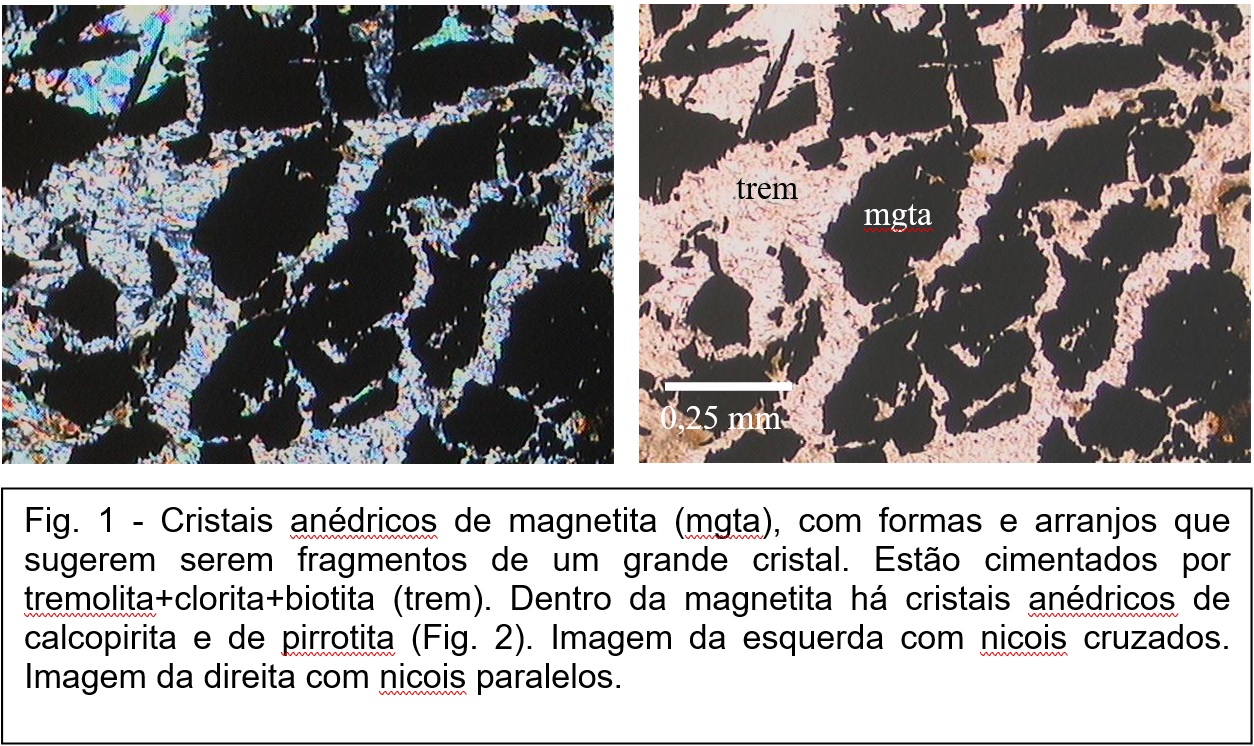 trem
mgta
0,25 mm
Fig. 1 - Cristais anédricos de magnetita (mgta), com formas e arranjos que
sugerem serem fragmentos de um grande cristal. Estão cimentados por
tremolita+clorita+biotita (trem). Dentro da magnetita há cristais anédricos de
calcopirita e de pirrotita (Fig. 2). Imagem da esquerda com nicois cruzados.
Imagem da direita com nicois paralelos.